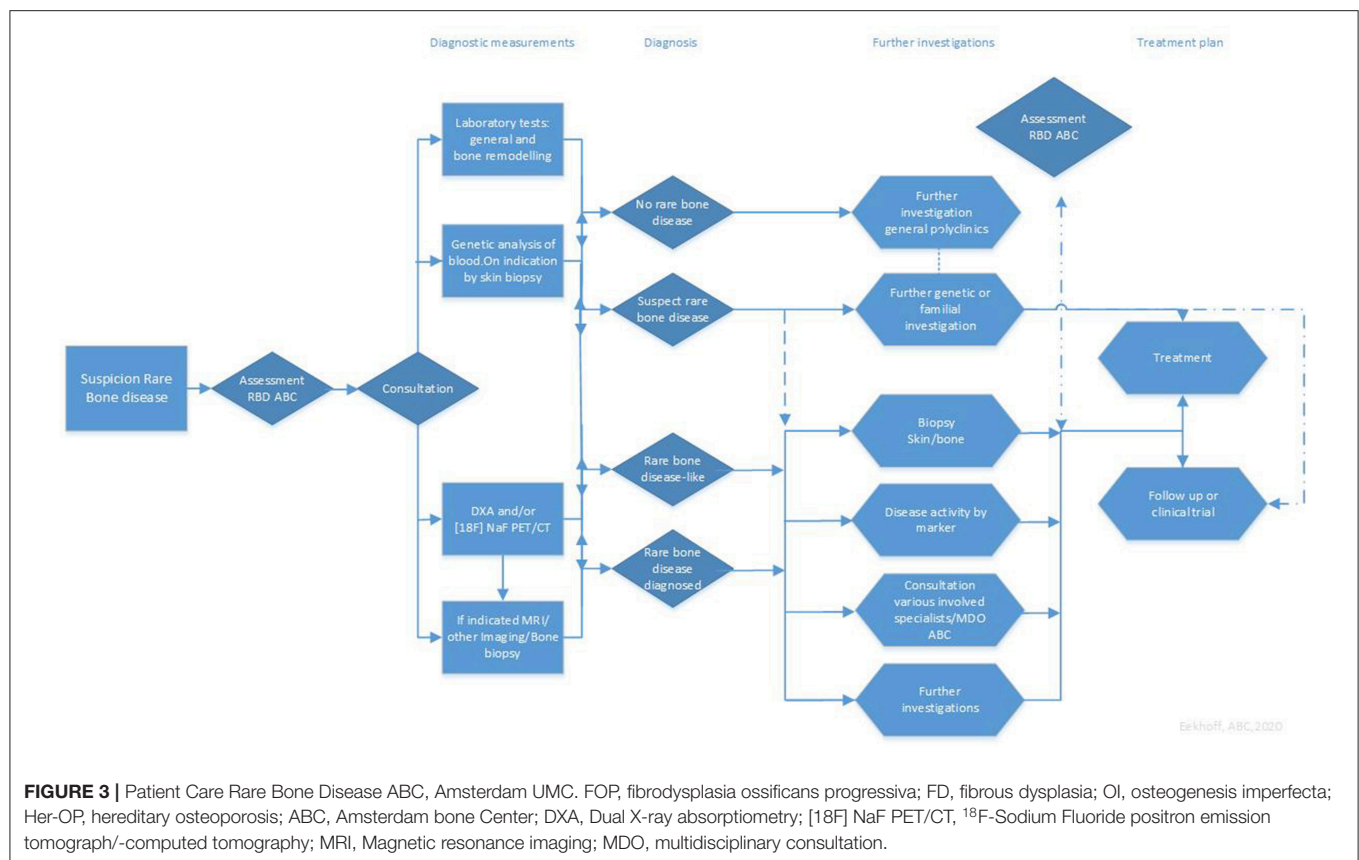 Diagnostic measurements
Diagnosis
Further investigations
Treatment plan
Laboratory tests:
general and
bone remodelling
Assessment
RBD ABC
No rare bone
disease
Further
investigation
general polyclinics
Genetic analysis of
blood.On indication
by skin biopsy
Suspect rare
bone disease
Further genetic or
familial
investigation
Treatment
Suspicion Rare
Bone disease
Assessment
RBD ABC
Consultation
Biopsy
Skin/bone
Rare bone
disease-like
DXA and/or
[18F] NaF PET/CT
Disease activity by
marker
Follow up or
clinical trial
Rare bone
disease
diagnosed
Consultation
various involved
specialists/MDO
ABC
If indicated MRI/
other Imaging/Bone
biopsy
Further
investigations
Eekhoff, ABC,2020
FIGURE 3 | Patient Care Rare Bone Disease ABC, Amsterdam UMC. FOP, fibrodysplasia ossificans progressiva; FD, fibrous dysplasia; OI, osteogenesis imperfecta;
Her-OP, hereditary osteoporosis; ABC, Amsterdam bone Center; DXA, Dual X-ray absorptiometry; [18F] NaF PET/CT, ¹⁸F-Sodium Fluoride positron emission
tomograph/-computed tomography; MRI, Magnetic resonance imaging; MDO, multidisciplinary consultation.